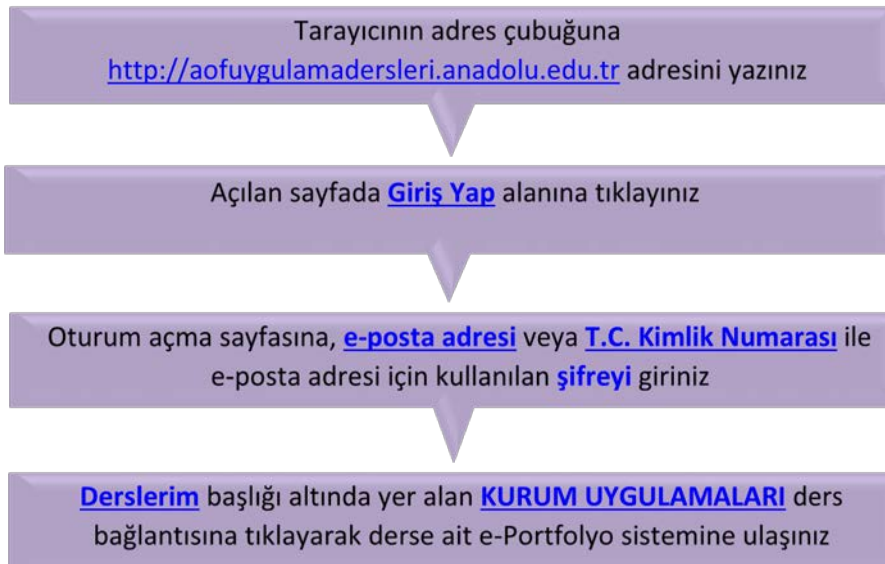 Tarayıcının adres çubuğuna
http://aofuygulamadersleri.anadolu.edu.tr adresini yazınız
Açılan sayfada Giriş Yap alanına tıklayınız
Oturum açma sayfasına, e-posta adresi veya T.C. Kimlik Numarası ile
e-posta adresi için kullanılan şifreyi giriniz
Derslerim başlığı altında yer alan KURUM UYGULAMALARI ders
bağlantısına tıklayarak derse ait e-Portfolyo sistemine ulaşınız